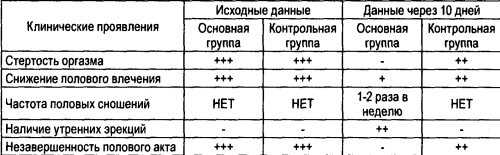 Клинические проявления Исходные данные Данные через 10 дней
Основная группа Контрольная группа Основная группа Контрольная группа
Стертость оргазма +++ +++ - ++
Снижение полового влечения +++ +++ + ++
Частота половых сношений НЕТ НЕТ 1-2 раза в неделю НЕТ
Наличие утренних эрекций - - ++ -
Незавершенность полового акта +++ +++ - ++